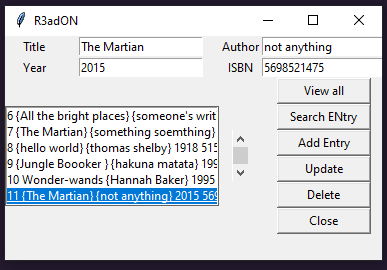 R3adON
Title The Martian Author not anything
Year 2015 ISBN 5698521475
View all
Search ENtry
Add Entry
Update
Delete
Close
6 {All the bright places} {someone's writ
7 {The Martian} {something soemthing}
8 {hello world} {thomas shelby} 1918 515
9 {Jungle Boooker } {hakuna matata} 199
10 Wonder-wands {Hannah Baker} 1995
11 {The Martian} {not anything} 2015 569